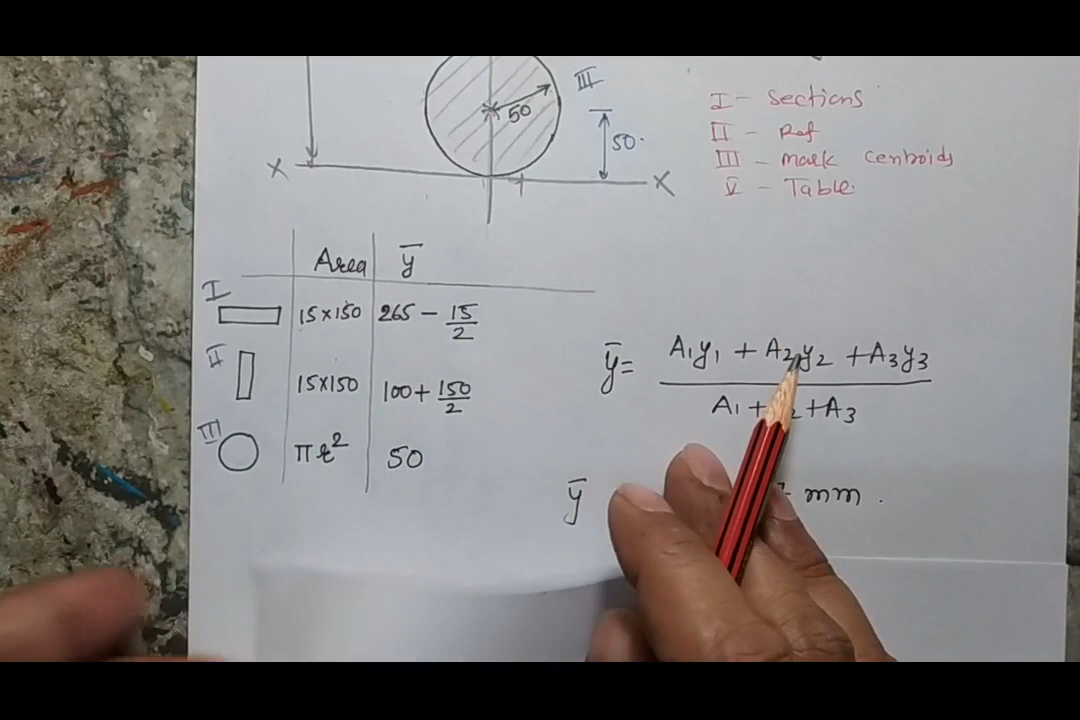 III
50
50.
X
X
I - Sections
II - Ref
III - mark Centroids
V - Table.
Area ȳ
I 15×150 265 - 15/2
II 15×150 100 + 150/2
III πr² 50
ȳ = A₁y₁ + A₂y₂ + A₃y₃
A₁ + ₂ + A₃
ȳ mm.